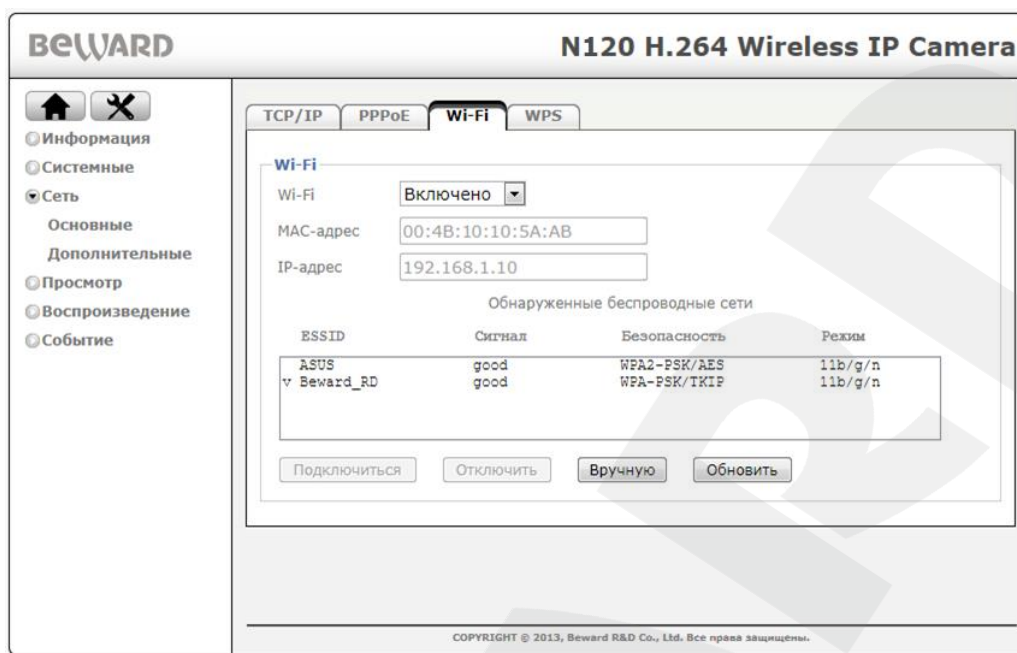 BEWARD
N120 H.264 Wireless IP Camera
Информация
Системные
Сеть
Основные
Дополнительные
Просмотр
Воспроизведение
Событие
TCP/IP PPPoE Wi-Fi WPS
Wi-Fi
Wi-Fi Включено
MAC-адрес 00:4B:10:10:5A:AB
IP-адрес 192.168.1.10
Обнаруженные беспроводные сети
ESSID Сигнал Безопасность Режим
ASUS good WPA2-PSK/AES 11b/g/n
v Beward_RD good WPA-PSK/TKIP 11b/g/n
Подключиться Отключить Вручную Обновить
COPYRIGHT © 2013, Beward R&D Co., Ltd. Все права защищены.